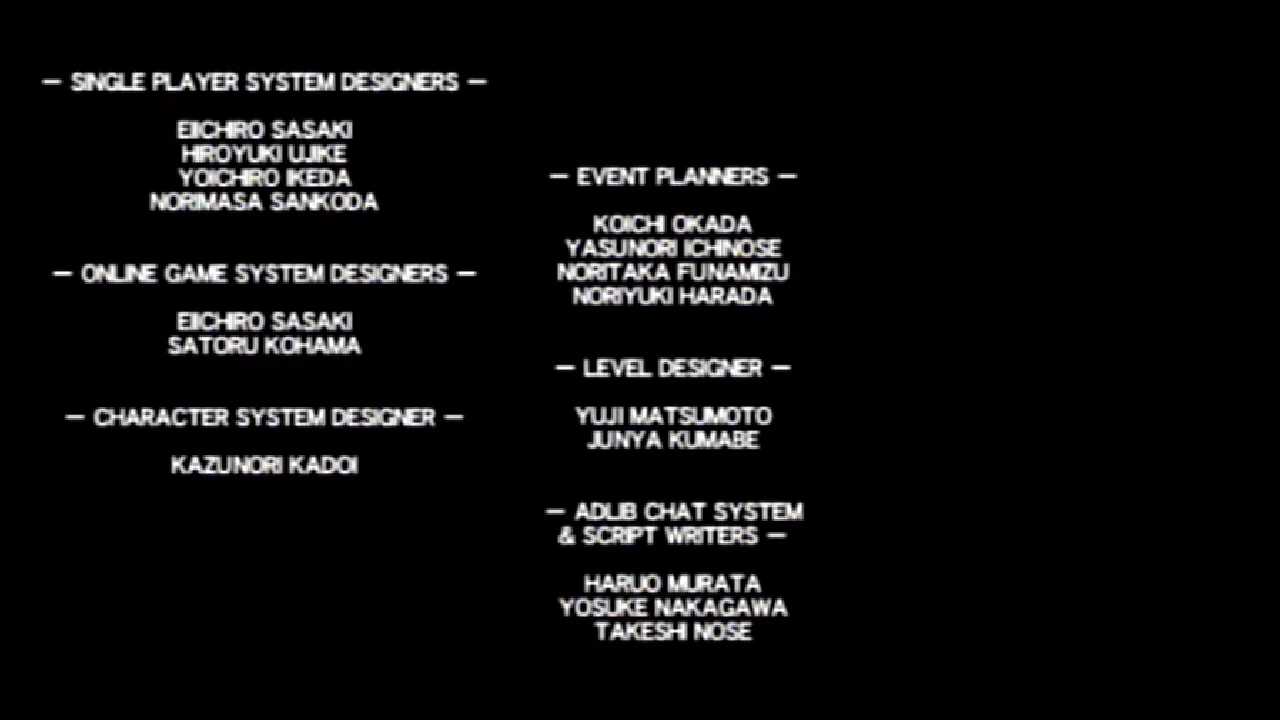 — SINGLE PLAYER SYSTEM DESIGNERS —
EIICHIRO SASAKI
HIROYUKI UJIKE
YOICHIRO IKEDA
NORIMASA SANKODA
— ONLINE GAME SYSTEM DESIGNERS —
EIICHIRO SASAKI
SATORU KOHAMA
— CHARACTER SYSTEM DESIGNER —
KAZUNORI KADOI
— EVENT PLANNERS —
KOICHI OKADA
YASUNORI ICHINOSE
NORITAKA FUNAMIZU
NORIYUKI HARADA
— LEVEL DESIGNER —
YUJI MATSUMOTO
JUNYA KUMABE
— ADLIB CHAT SYSTEM
& SCRIPT WRITERS —
HARUO MURATA
YOSUKE NAKAGAWA
TAKESHI NOSE